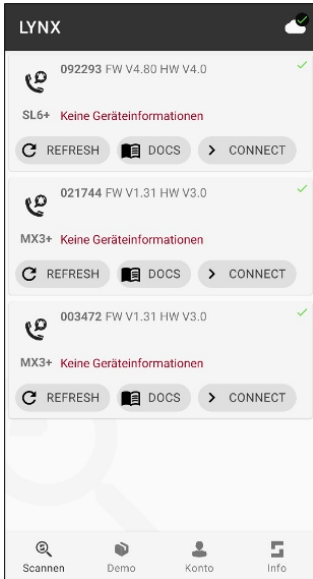 LYNX
092293 FW V4.80 HW V4.0
SL6+ Keine Geräteinformationen
REFRESH DOCS CONNECT
021744 FW V1.31 HW V3.0
MX3+ Keine Geräteinformationen
REFRESH DOCS CONNECT
003472 FW V1.31 HW V3.0
MX3+ Keine Geräteinformationen
REFRESH DOCS CONNECT
Scannen Demo Konto Info